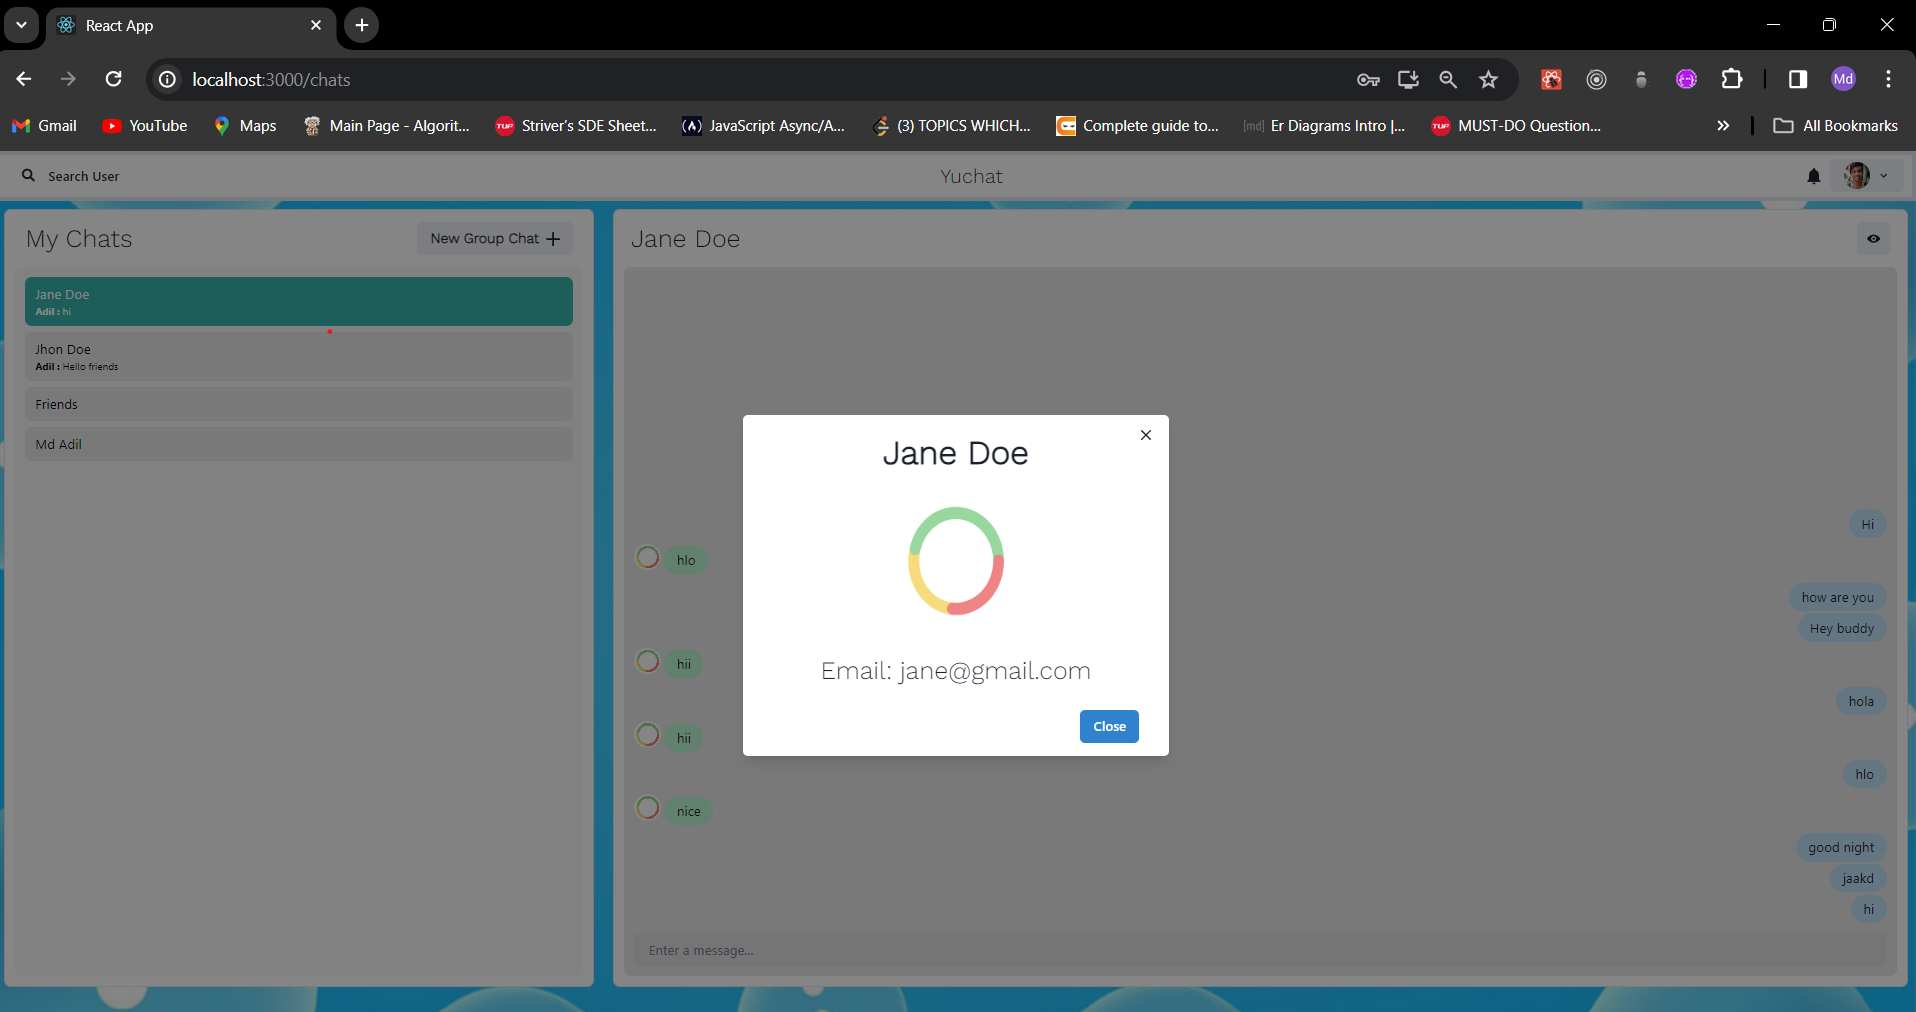 React App
localhost:3000/chats
Md
Gmail
YouTube
Maps
Main Page - Algorit...
TUF
Striver's SDE Sheet...
JavaScript Async/A...
(3) TOPICS WHICH...
Complete guide to...
[md]
Er Diagrams Intro |...
TUF
MUST-DO Question...
All Bookmarks
Search User
Yuchat
My Chats
New Group Chat
Jane Doe
Adil : hi
Jhon Doe
Adil : Hello friends
Friends
Md Adil
Jane Doe
Hi
hlo
how are you
Hey buddy
hii
hola
hii
hlo
nice
good night
jaakd
hi
Enter a message...
Jane Doe
Email: jane@gmail.com
Close